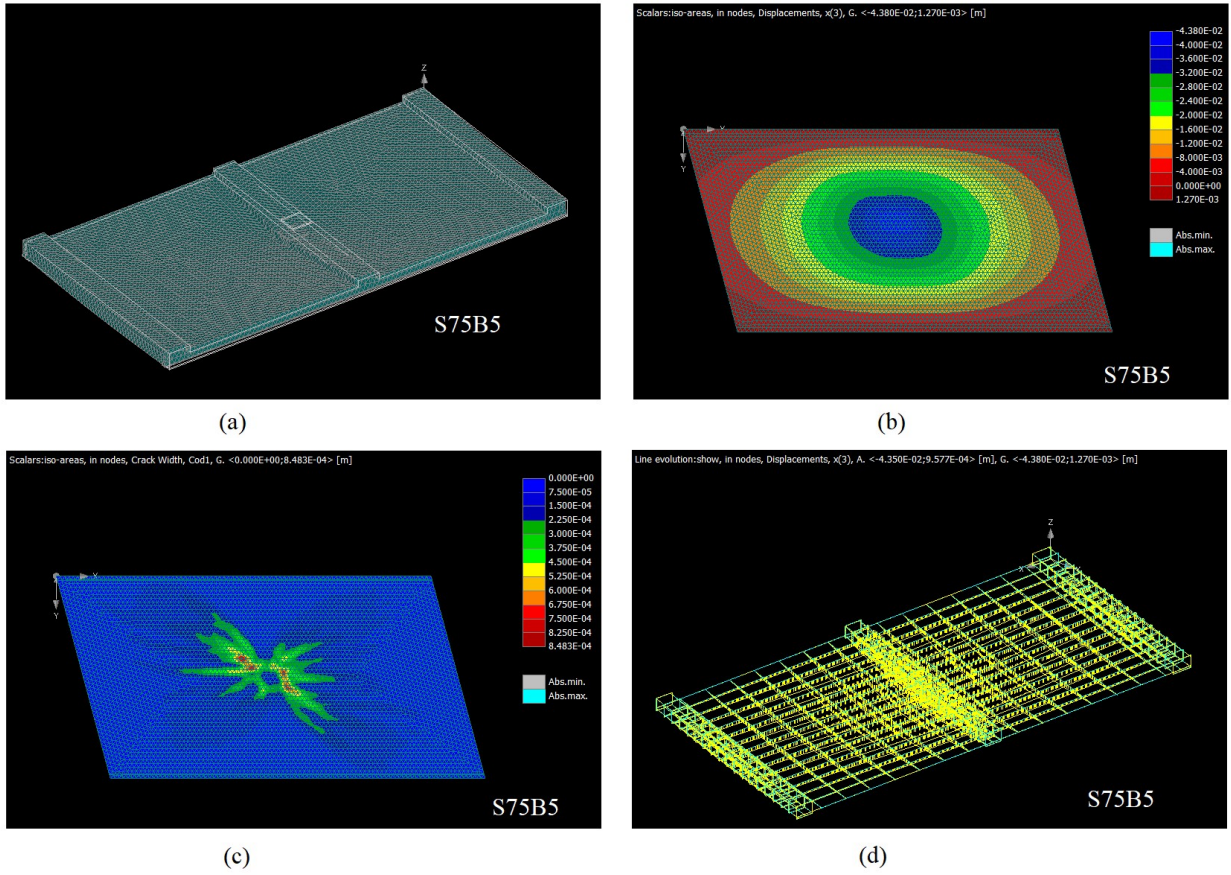 Z
S75B5
(a)
Scalars:iso-areas, in nodes, Displacements, x(3), G. <-4.380E-02;1.270E-03> [m]
-4.380E-02
-4.000E-02
-3.600E-02
-3.200E-02
-2.800E-02
-2.400E-02
-2.000E-02
-1.600E-02
-1.200E-02
-8.000E-03
-4.000E-03
0.000E+00
1.270E-03
Abs.min.
Abs.max.
Y
S75B5
(b)
Scalars:iso-areas, in nodes, Crack Width, Cod1, G. <0.000E+00;8.483E-04> [m]
0.000E+00
7.500E-05
1.500E-04
2.250E-04
3.000E-04
3.750E-04
4.500E-04
5.250E-04
6.000E-04
6.750E-04
7.500E-04
8.250E-04
8.483E-04
Abs.min.
Abs.max.
Y
S75B5
(c)
Line evolution:show, in nodes, Displacements, x(3), A. <-4.350E-02;9.577E-04> [m], G. <-4.380E-02;1.270E-03> [m]
Z
S75B5
(d)